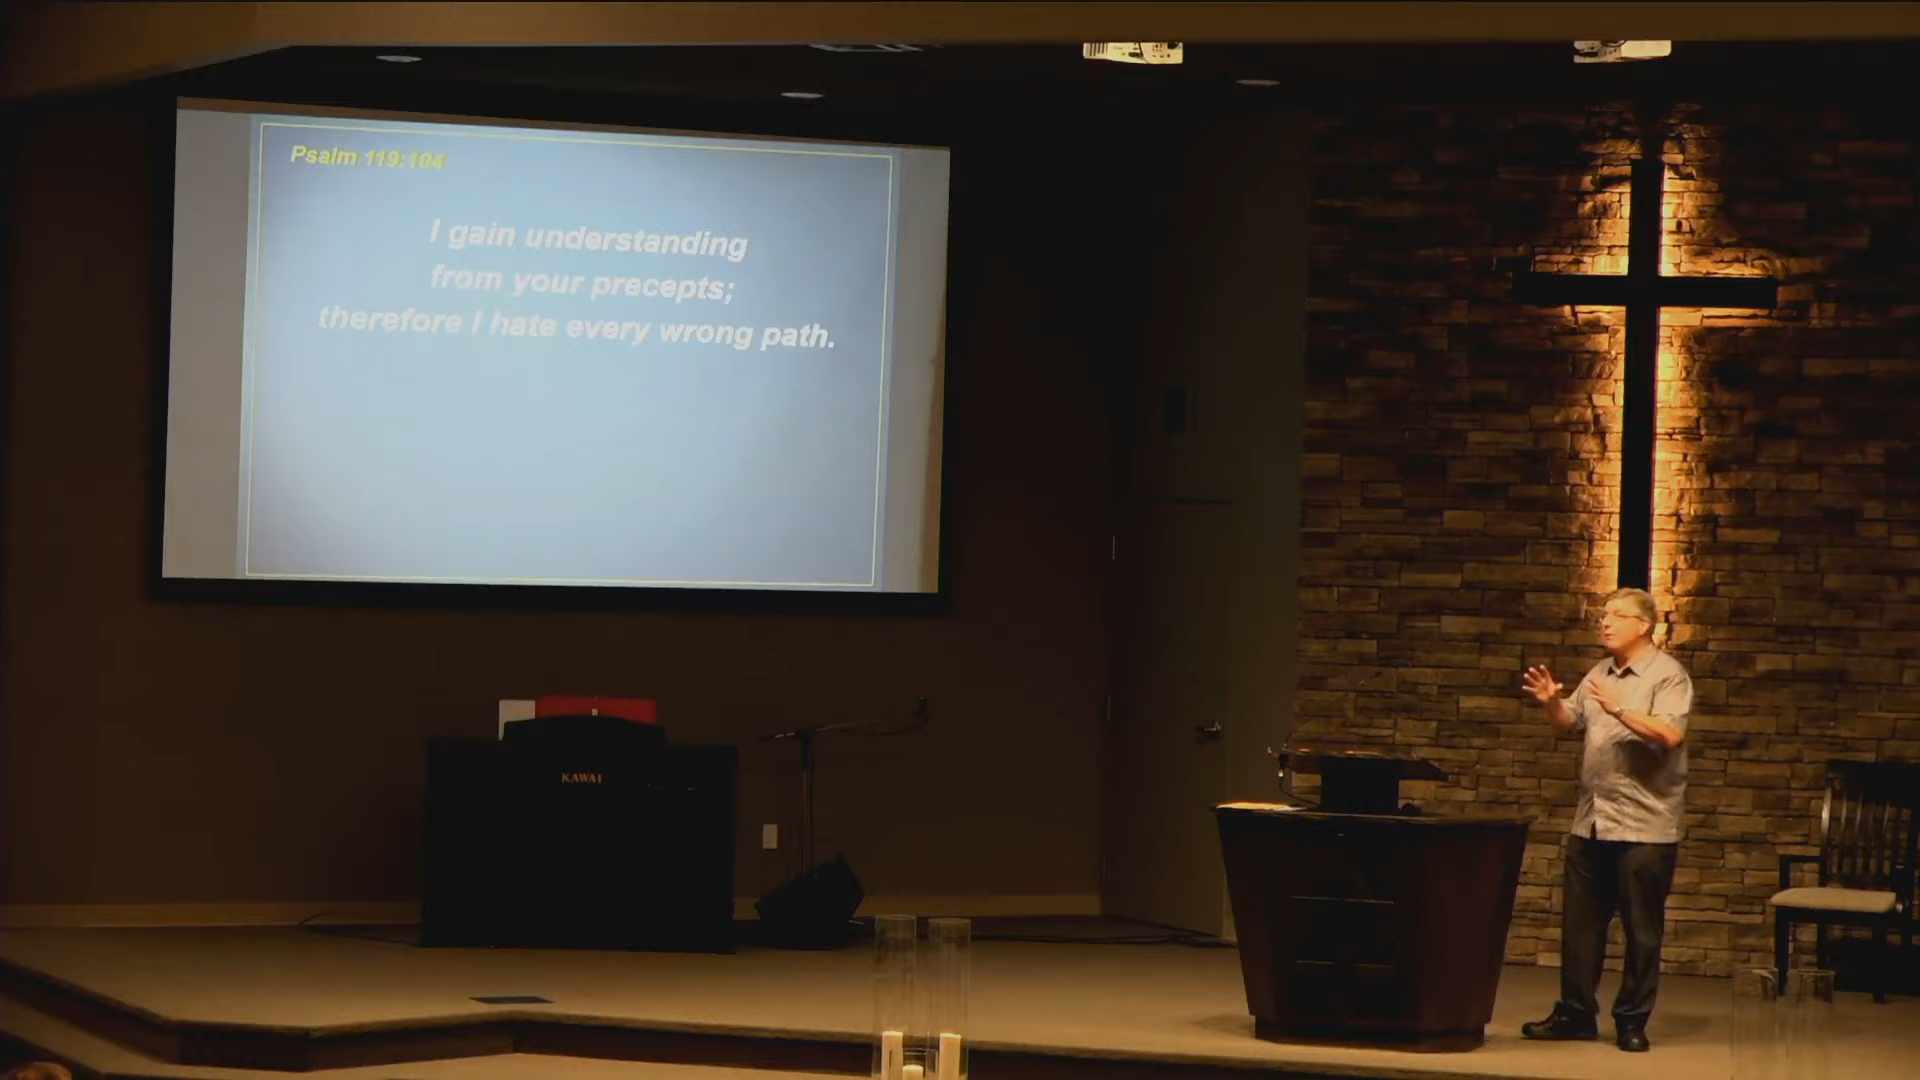 Psalm 119:104
I gain understanding
from your precepts;
therefore I hate every wrong path.
KAWAI